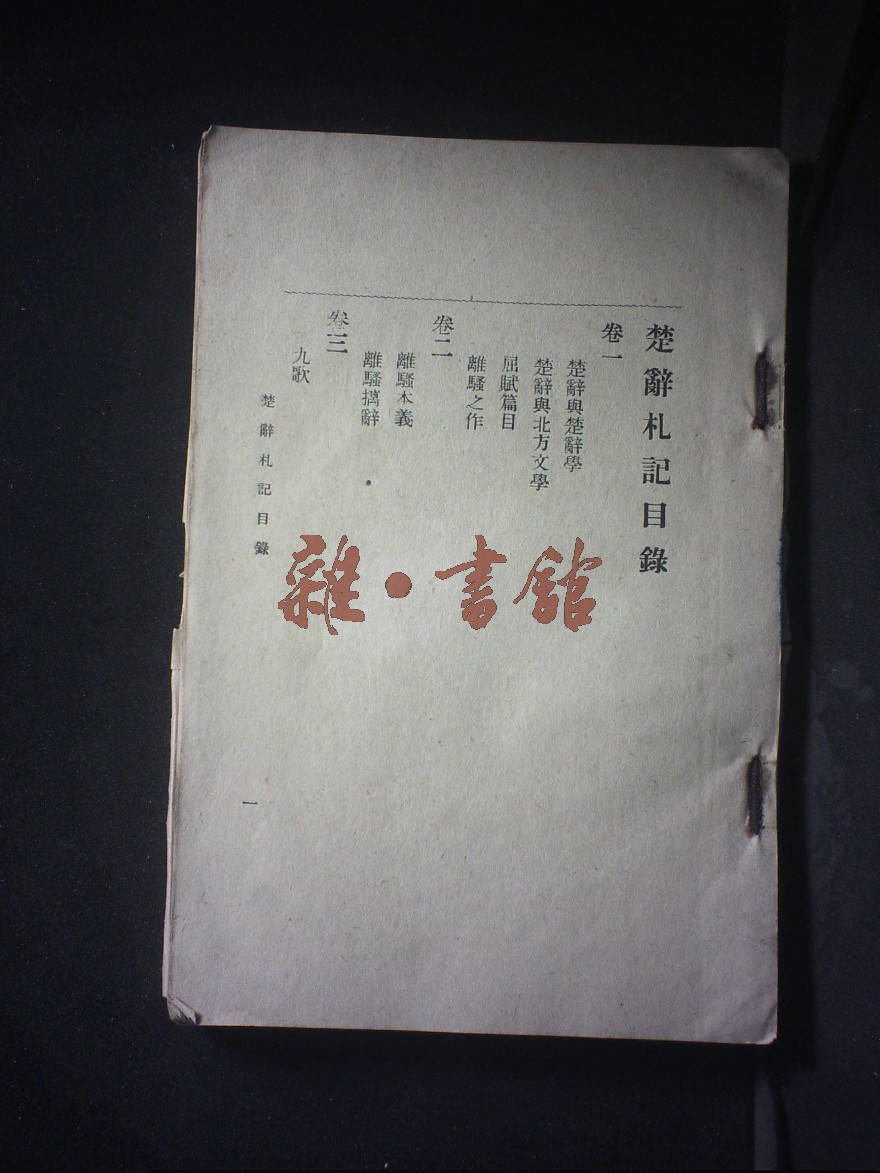 楚辭札記目錄
卷一
楚辭與楚辭學
楚辭與北方文學
屈賦篇目
離騷之作
卷二
離騷本義
離騷摛辭
卷三
九歌
楚辭札記目錄
一
雜·書館